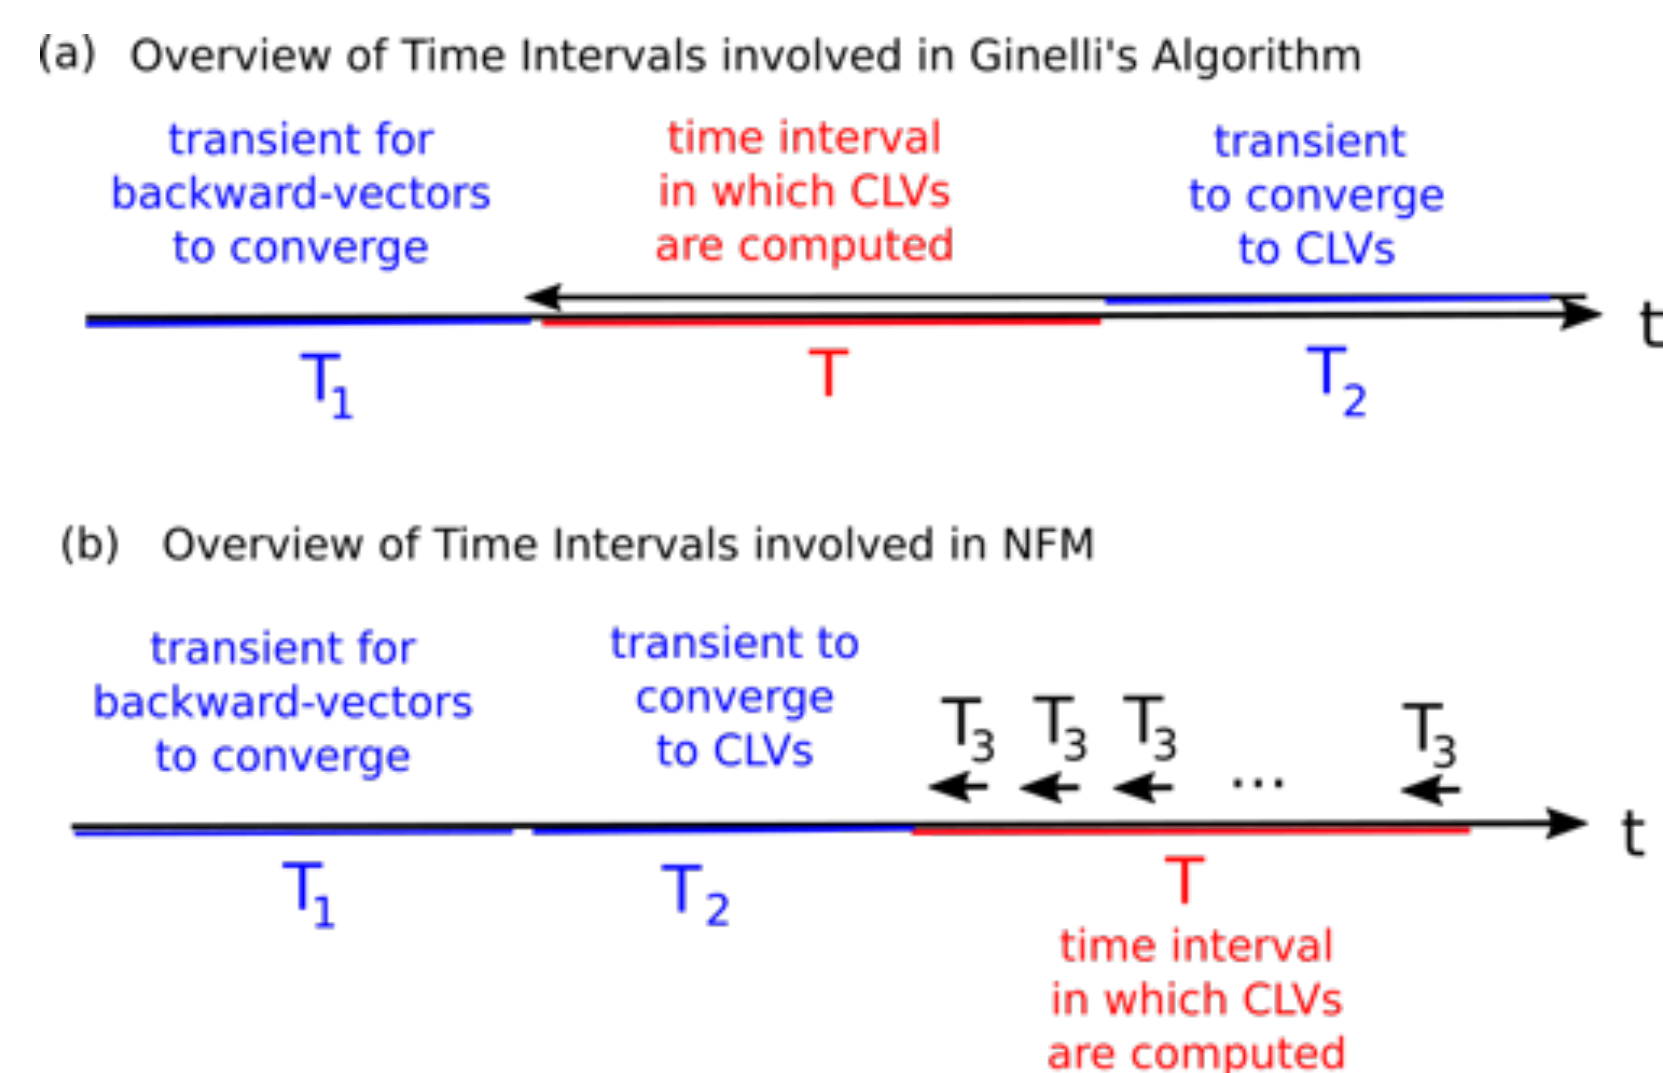 (a) Overview of Time Intervals involved in Ginelli's Algorithm
transient for
backward-vectors
to converge
time interval
in which CLVs
are computed
transient
to converge
to CLVs
t
T1
T
T2
(b) Overview of Time Intervals involved in NFM
transient for
backward-vectors
to converge
transient to
converge
to CLVs
T3 T3 T3 ... T3
t
T1
T2
T
time interval
in which CLVs
are computed